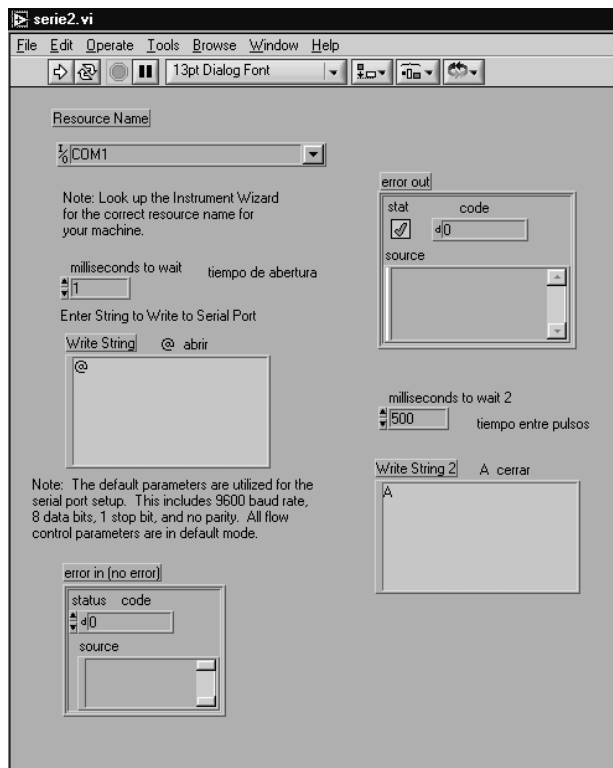 serie2.vi
File Edit Operate Tools Browse Window Help
13pt Dialog Font
Resource Name
I/O COM1
Note: Look up the Instrument Wizard
for the correct resource name for
your machine.
milliseconds to wait
1
tiempo de abertura
Enter String to Write to Serial Port
Write String @ abrir
@
Note: The default parameters are utilized for the
serial port setup. This includes 9600 baud rate,
8 data bits, 1 stop bit, and no parity. All flow
control parameters are in default mode.
error in (no error)
status code
d0
source
error out
stat code
d0
source
milliseconds to wait 2
500
tiempo entre pulsos
Write String 2 A cerrar
A